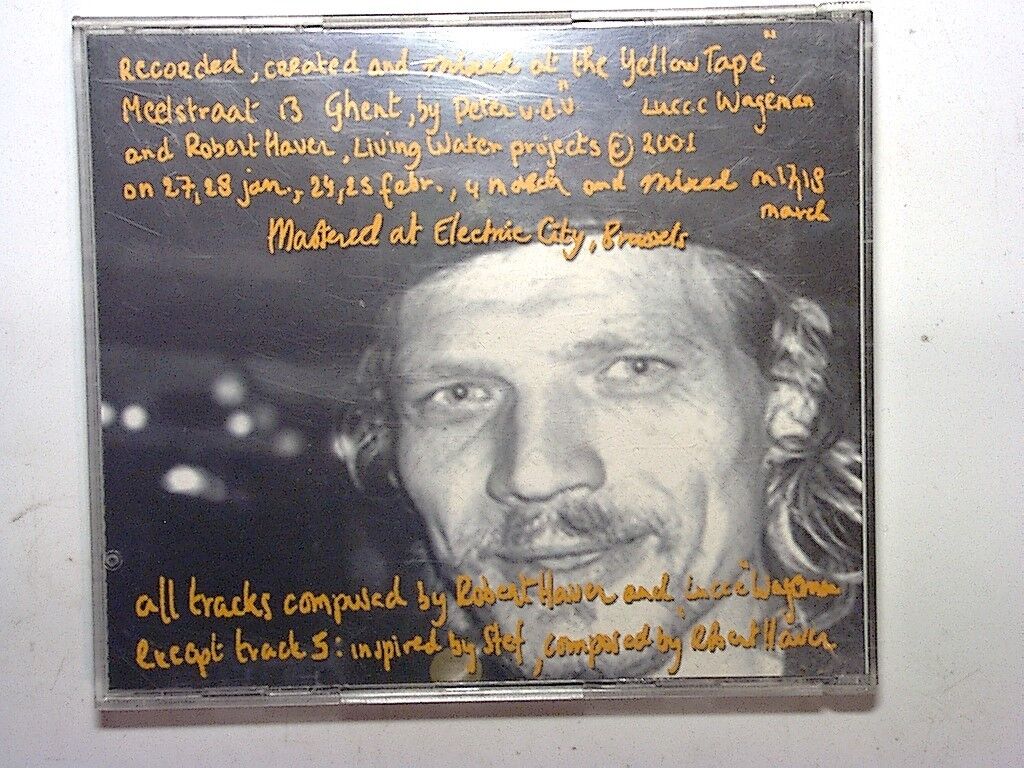 Recorded, created and mixed at the "Yellow Tape"
Meelstraat 13 Ghent, by Peter v.d.V Luccc Wageman
and Robert Haver, Living Water projects © 2001
on 27, 28 jan., 24, 25 febr., 4 march and mixed on 17, 18
march
Mastered at Electric City, Brussels
all tracks composed by Robert Haver and "Luccc" Wageman
Except track 5: inspired by Stef, composed by Robert Haver